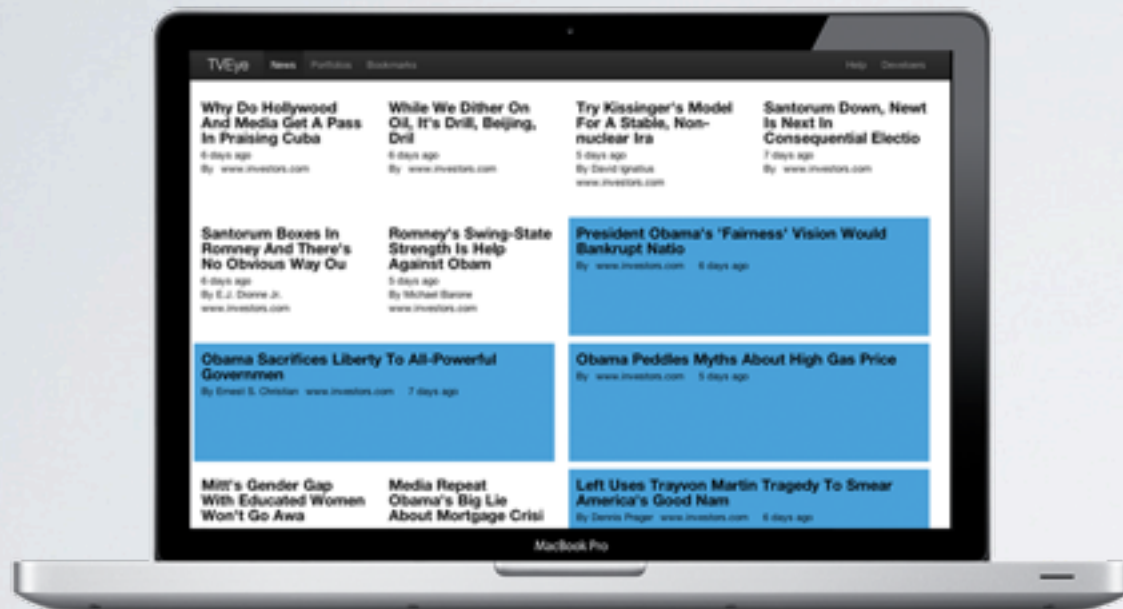 TVEye News Portfolios Bookmarks Help Developers
Why Do Hollywood
And Media Get A Pass
In Praising Cuba
6 days ago
By www.investors.com
While We Dither On
Oil, It's Drill, Beijing,
Dril
6 days ago
By www.investors.com
Try Kissinger's Model
For A Stable, Non-
nuclear Ira
5 days ago
By David Ignatius
www.investors.com
Santorum Down, Newt
Is Next In
Consequential Electio
7 days ago
By www.investors.com
Santorum Boxes In
Romney And There's
No Obvious Way Ou
6 days ago
By E.J. Dionne Jr.
www.investors.com
Romney's Swing-State
Strength Is Help
Against Obam
5 days ago
By Michael Barone
www.investors.com
President Obama's 'Fairness' Vision Would
Bankrupt Natio
By www.investors.com 6 days ago
Obama Sacrifices Liberty To All-Powerful
Governmen
By Ernest S. Christian www.investors.com 7 days ago
Obama Peddles Myths About High Gas Price
By www.investors.com 5 days ago
Mitt's Gender Gap
With Educated Women
Won't Go Awa
Media Repeat
Obama's Big Lie
About Mortgage Crisi
Left Uses Trayvon Martin Tragedy To Smear
America's Good Nam
By Dennis Prager www.investors.com 6 days ago
MacBook Pro